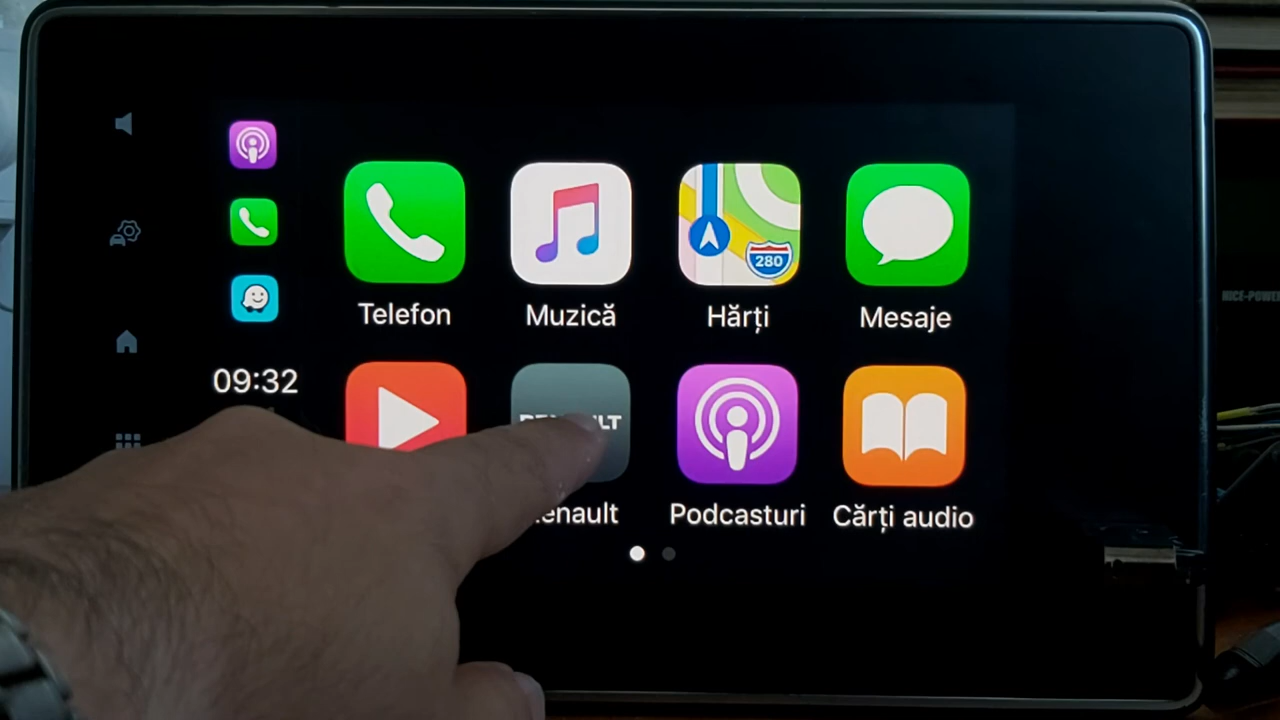 280
Telefon
Muzică
Hărți
Mesaje
09:32
Podcasturi
Cărți audio